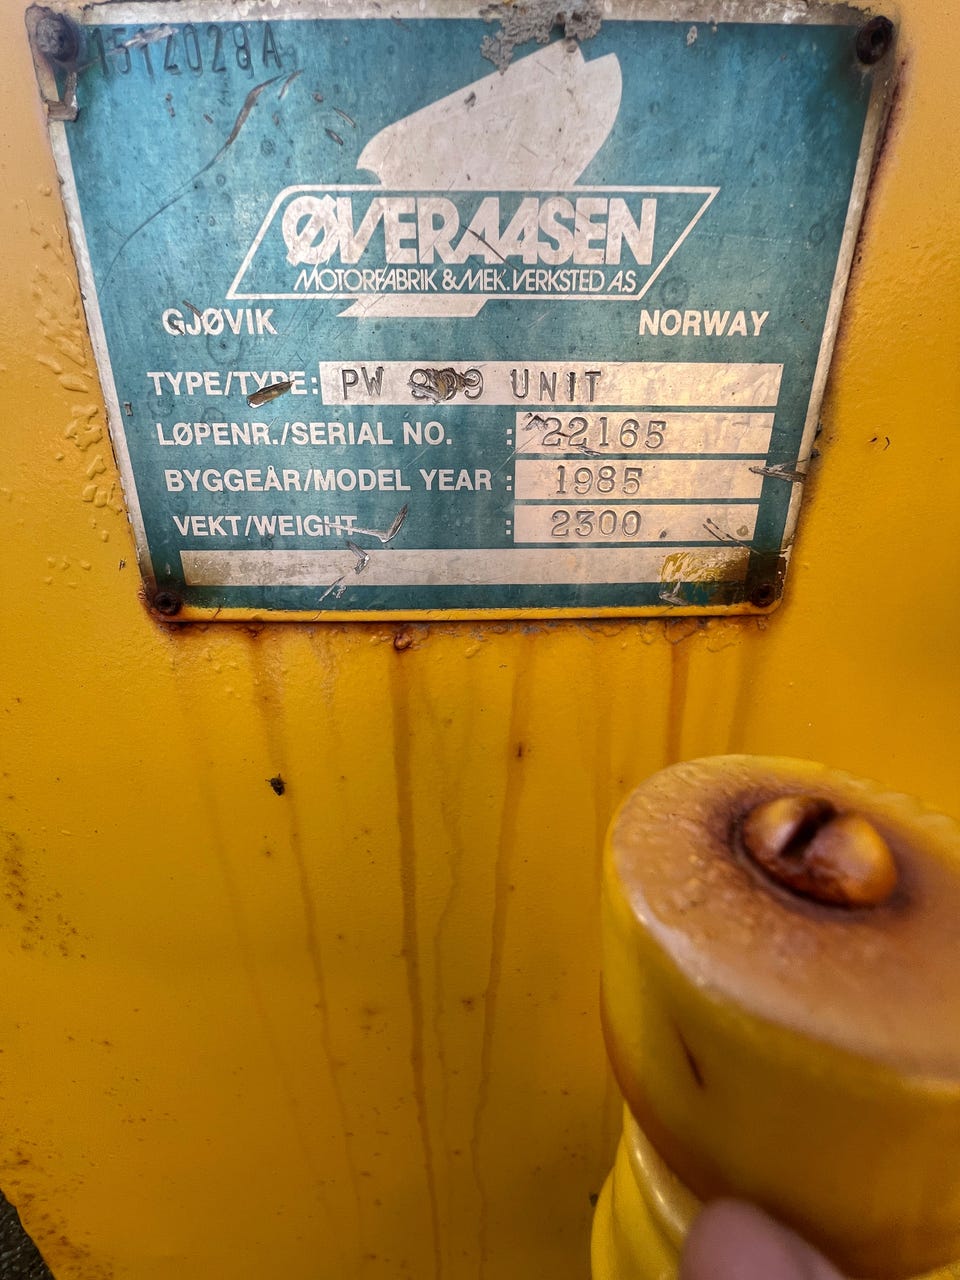 1512028A
ØVERAASEN
MOTORFABRIK & MEK. VERKSTED A.S
GJØVIK NORWAY
TYPE/TYPE: PW UNIT
LØPENR./SERIAL NO. : 22165
BYGGEÅR/MODEL YEAR : 1985
VEKT/WEIGHT : 2300